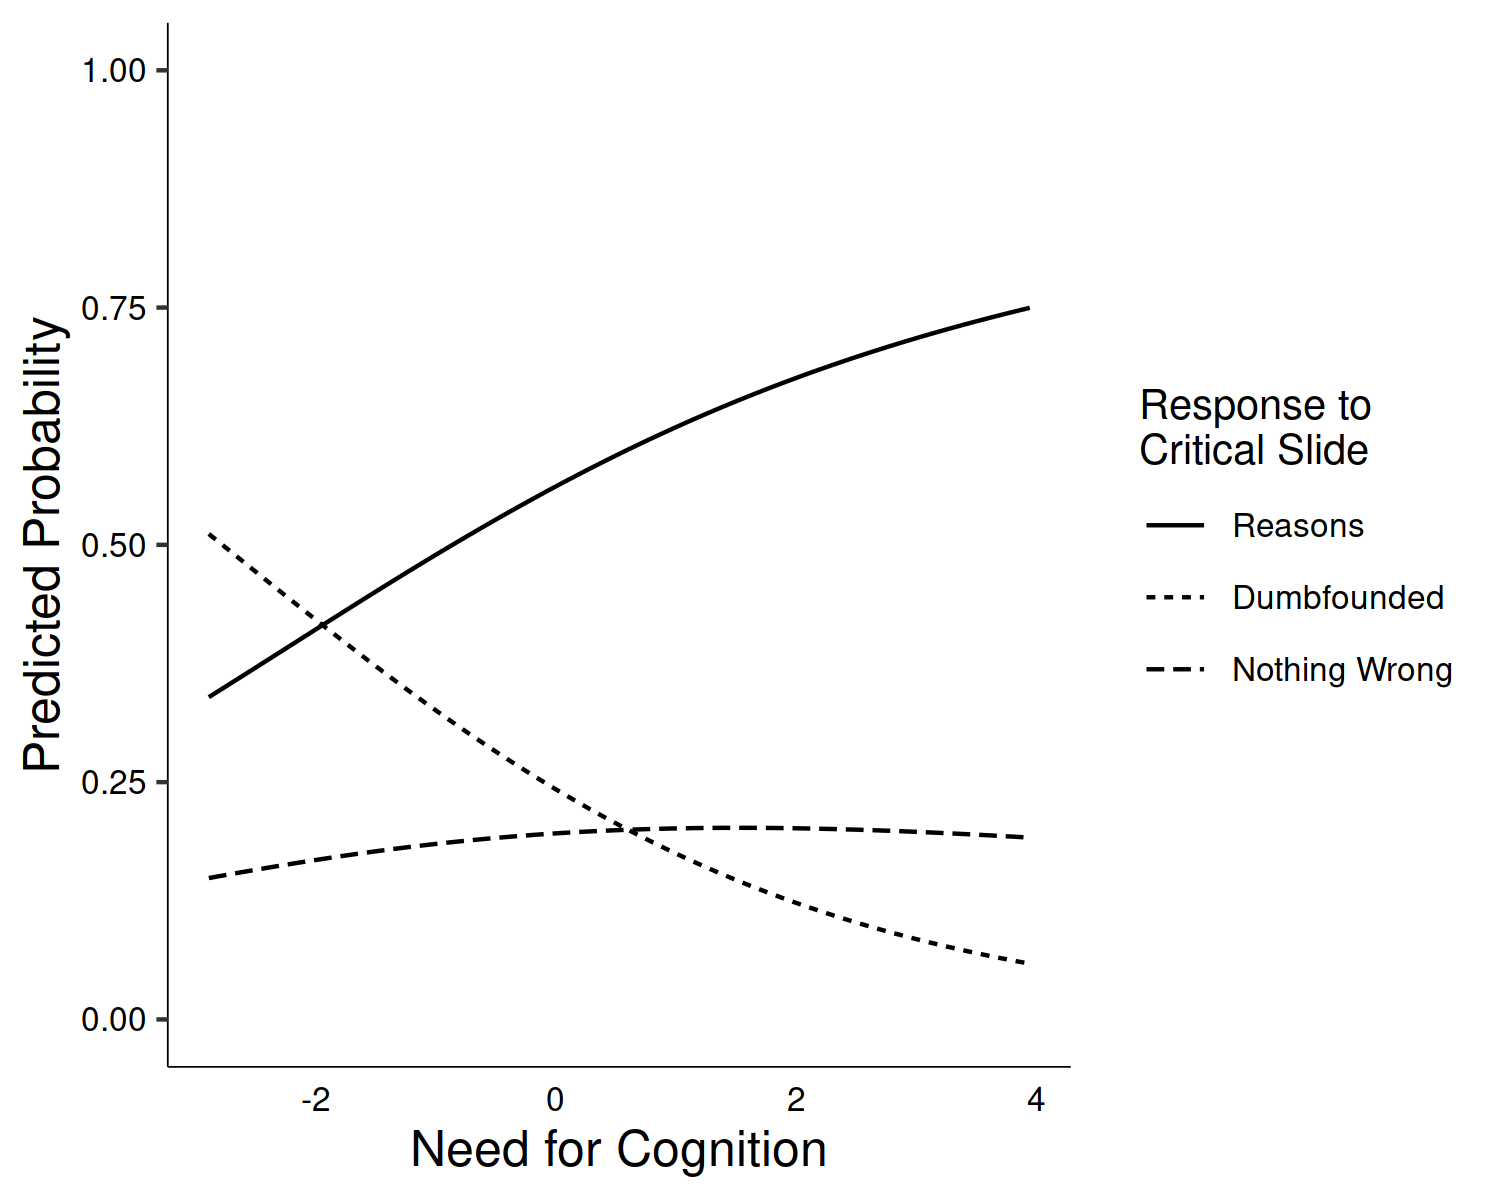 1.00
0.75
0.50
0.25
0.00
Predicted Probability
-2 0 2 4
Need for Cognition
Response to
Critical Slide
Reasons
Dumbfounded
Nothing Wrong